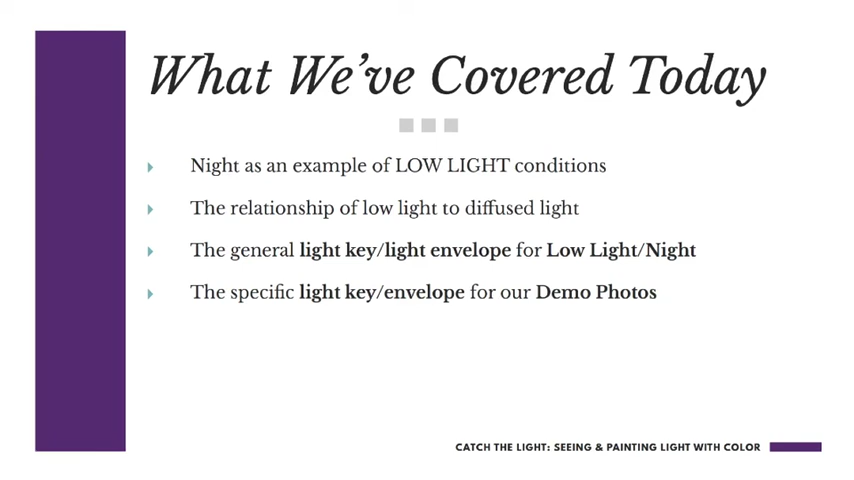 What We've Covered Today
Night as an example of LOW LIGHT conditions
The relationship of low light to diffused light
The general light key/light envelope for Low Light/Night
The specific light key/envelope for our Demo Photos
CATCH THE LIGHT: SEEING & PAINTING LIGHT WITH COLOR